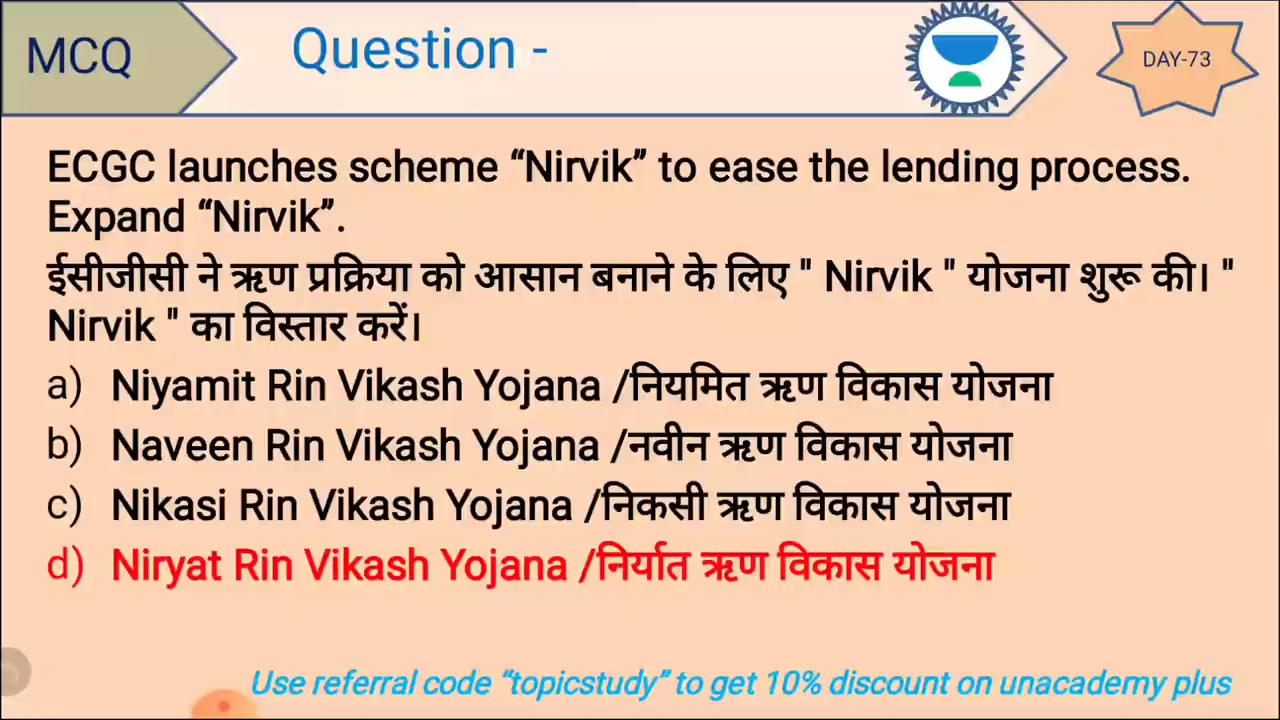 MCQ
Question -
DAY-73
ECGC launches scheme “Nirvik” to ease the lending process.
Expand “Nirvik”.
ईसीजीसी ने ऋण प्रक्रिया को आसान बनाने के लिए " Nirvik " योजना शुरू की। "
Nirvik " का विस्तार करें।
a) Niyamit Rin Vikash Yojana /नियमित ऋण विकास योजना
b) Naveen Rin Vikash Yojana /नवीन ऋण विकास योजना
c) Nikasi Rin Vikash Yojana /निकसी ऋण विकास योजना
d) Niryat Rin Vikash Yojana /निर्यात ऋण विकास योजना
Use referral code “topicstudy” to get 10% discount on unacademy plus